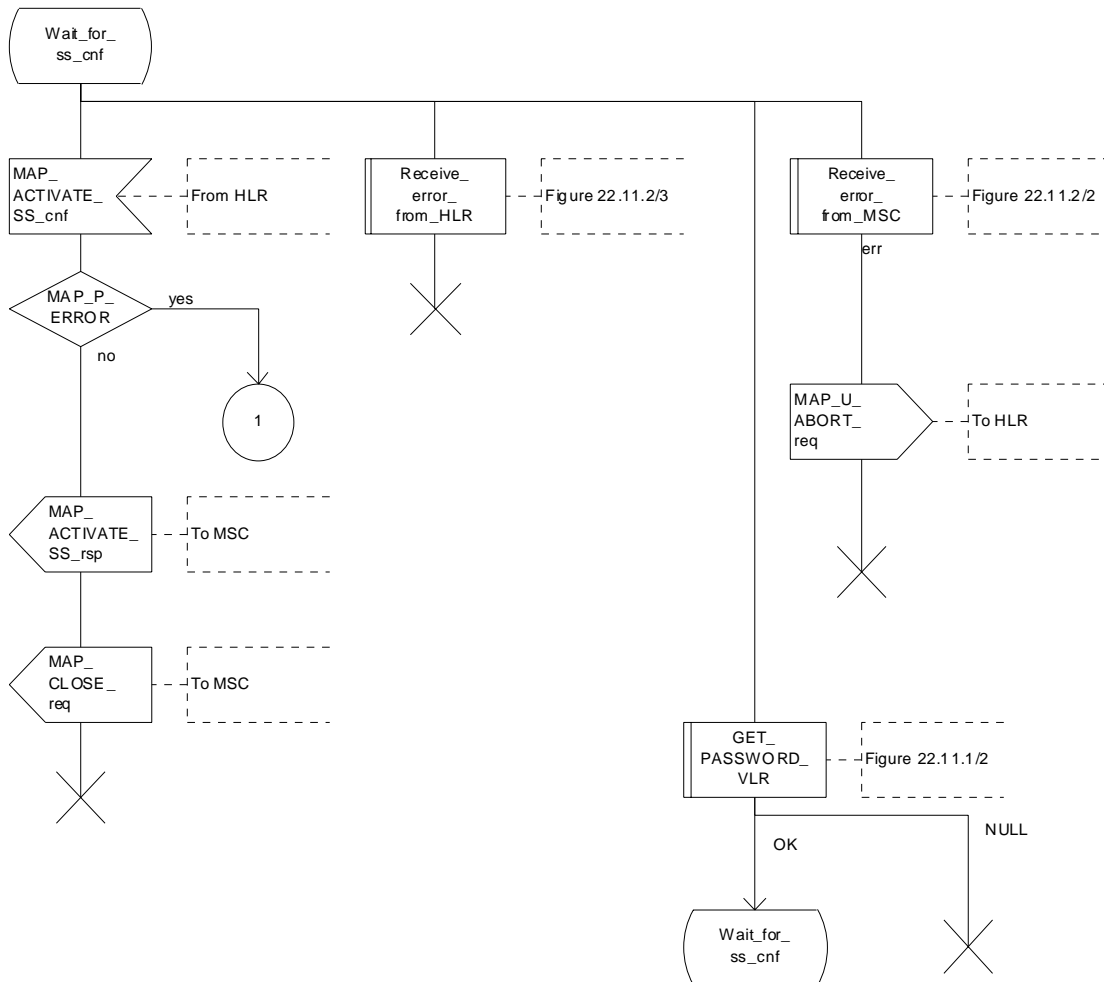 Wait_for_
ss_cnf
MAP_
ACTIVATE_
SS_cnf
From HLR
Receive_
error_
from_HLR
Figure 22.11.2/3
Receive_
error_
from_MSC
Figure 22.11.2/2
err
MAP_P_
ERROR
yes
no
1
MAP_U_
ABORT_
req
To HLR
MAP_
ACTIVATE_
SS_rsp
To MSC
MAP_
CLOSE_
req
To MSC
GET_
PASSWORD_
VLR
Figure 22.11.1/2
OK
NULL
Wait_for_
ss_cnf